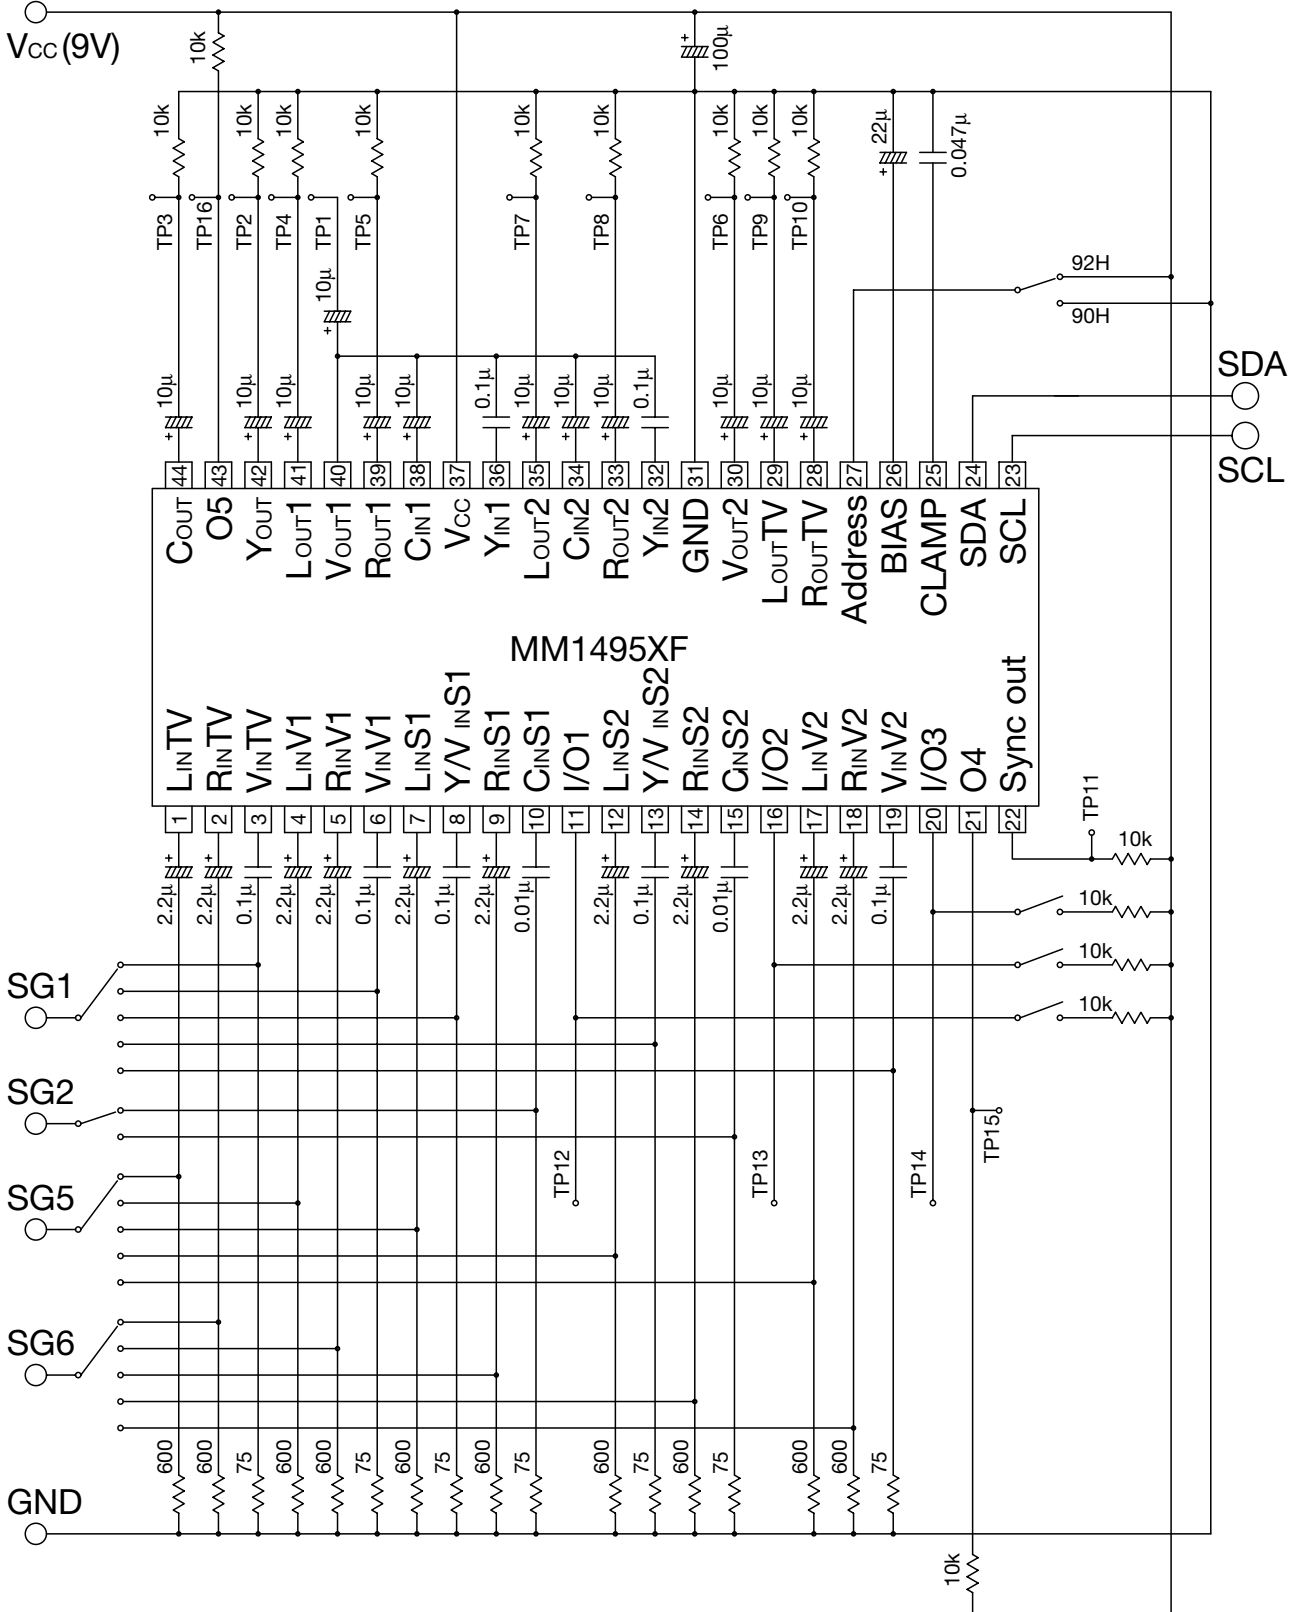 VCC (9V)
10k
+ 100μ
10k
10k
10k
10k
10k
10k
10k
10k
10k
22μ
+
0.047μ
TP3
TP16
TP2
TP4
TP1
TP5
TP7
TP8
TP6
TP9
TP10
92H
90H
10μ
+
SDA
SCL
10μ
10μ
10μ
10μ
10μ
0.1μ
10μ
10μ
10μ
0.1μ
10μ
10μ
10μ
+ + + + + + + + + + +
44 43 42 41 40 39 38 37 36 35 34 33 32 31 30 29 28 27 26 25 24 23
COUT
O5
YOUT
LOUT1
VOUT1
ROUT1
CIN1
VCC
YIN1
LOUT2
CIN2
ROUT2
YIN2
GND
VOUT2
LOUTTV
ROUTTV
Address
BIAS
CLAMP
SDA
SCL
MM1495XF
LINTV
RINTV
VINTV
LINV1
RINV1
VINV1
LINS1
Y/V INS1
RINS1
CINS1
I/O1
LINS2
Y/V INS2
RINS2
CINS2
I/O2
LINV2
RINV2
VINV2
I/O3
O4
Sync out
1 2 3 4 5 6 7 8 9 10 11 12 13 14 15 16 17 18 19 20 21 22
TP11
10k
+ + + + + + + + + +
2.2μ
2.2μ
0.1μ
2.2μ
2.2μ
0.1μ
2.2μ
0.1μ
2.2μ
0.01μ
2.2μ
0.1μ
2.2μ
0.01μ
2.2μ
2.2μ
0.1μ
10k
10k
10k
SG1
SG2
SG5
SG6
TP12
TP13
TP14
TP15
600
600
75
600
600
75
600
75
600
75
600
75
600
75
600
600
75
GND
10k